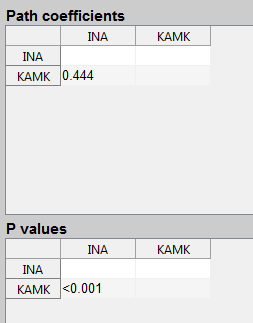 Path coefficients
INA KAMK
INA
KAMK 0.444
P values
INA KAMK
INA
KAMK <0.001